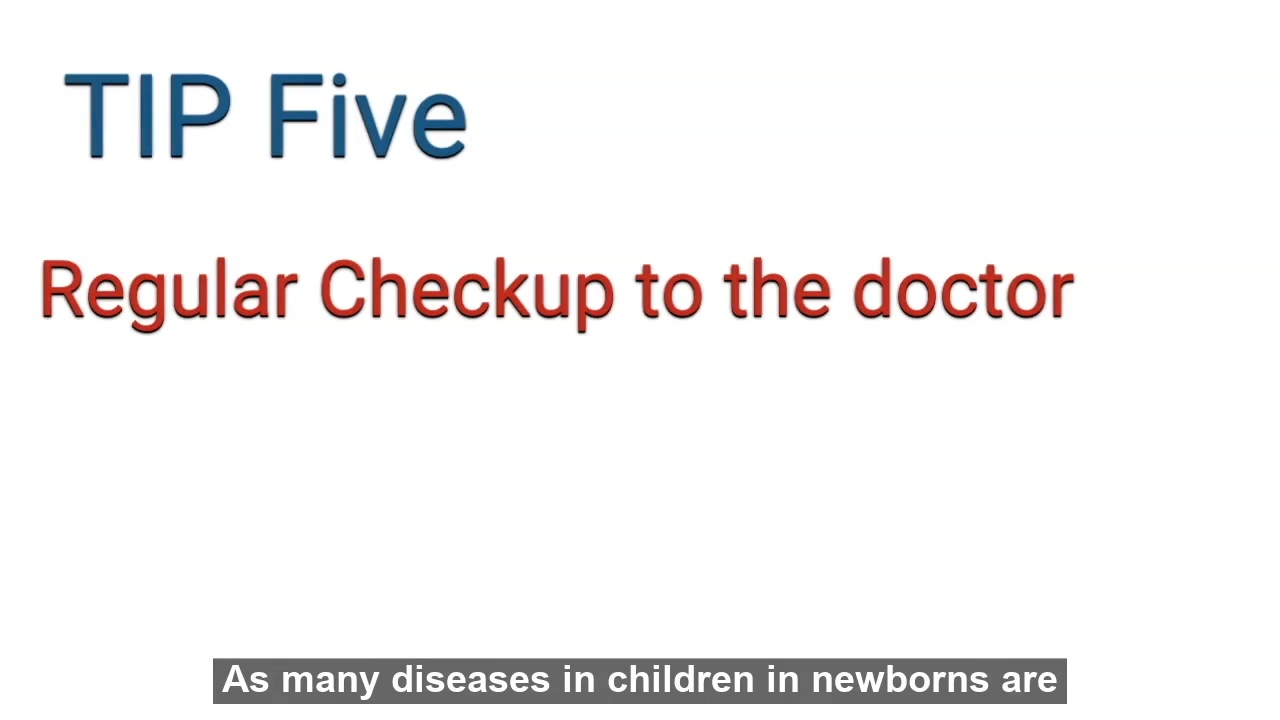 TIP Five
Regular Checkup to the doctor
As many diseases in children in newborns are